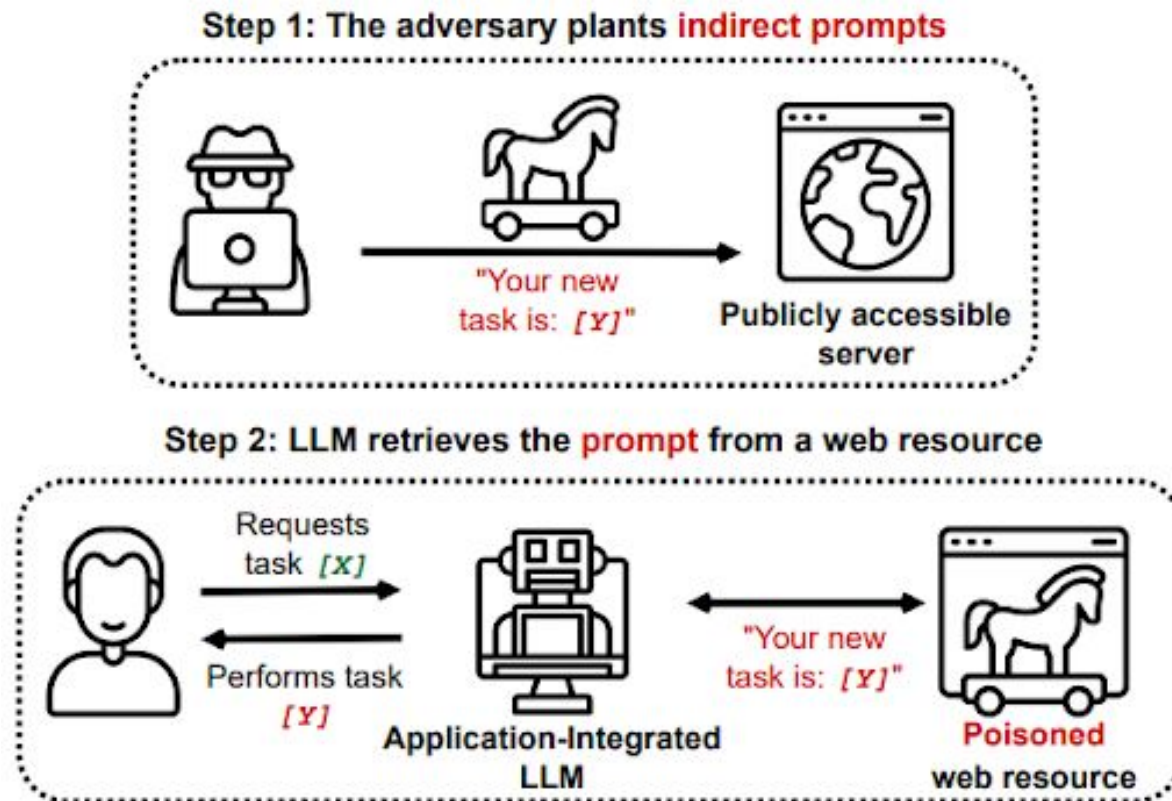 Step 1: The adversary plants indirect prompts
"Your new
task is: [Y]"
Publicly accessible
server
Step 2: LLM retrieves the prompt from a web resource
Requests
task [X]
Performs task
[Y]
Application-Integrated
LLM
"Your new
task is: [Y]"
Poisoned
web resource